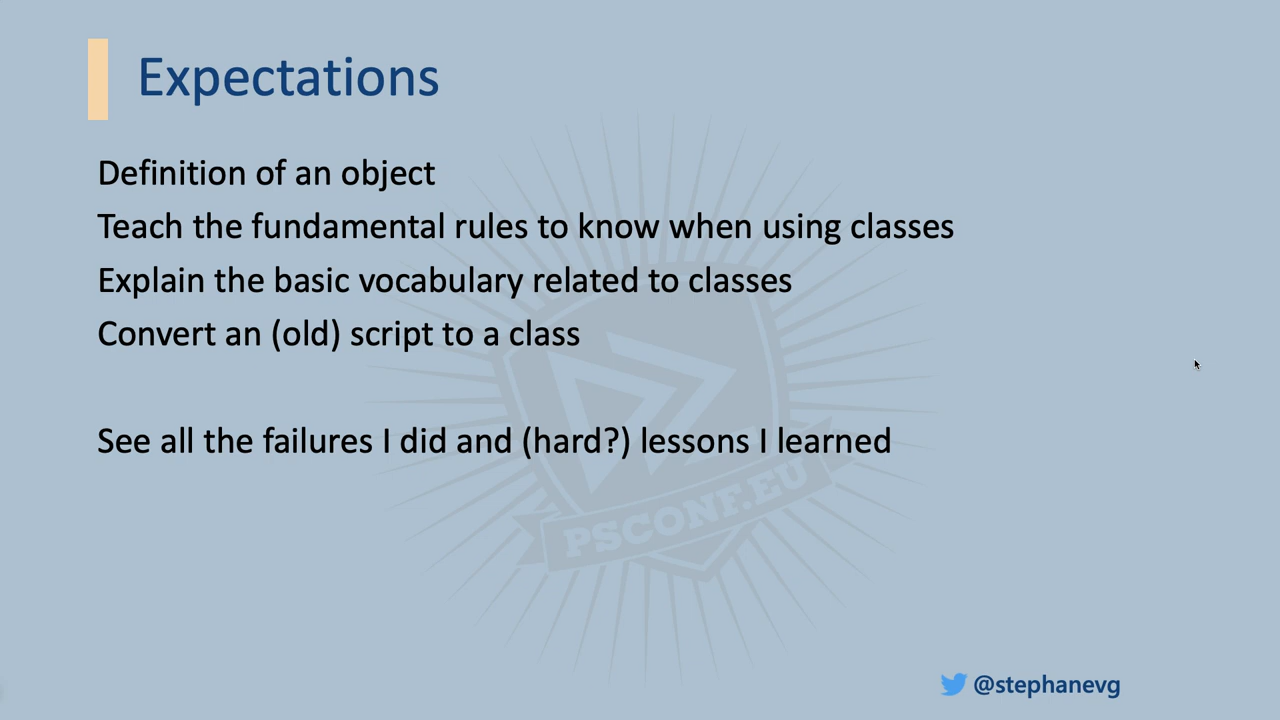 Expectations
Definition of an object
Teach the fundamental rules to know when using classes
Explain the basic vocabulary related to classes
Convert an (old) script to a class
See all the failures I did and (hard?) lessons I learned
PSCONF.EU
@stephanevg